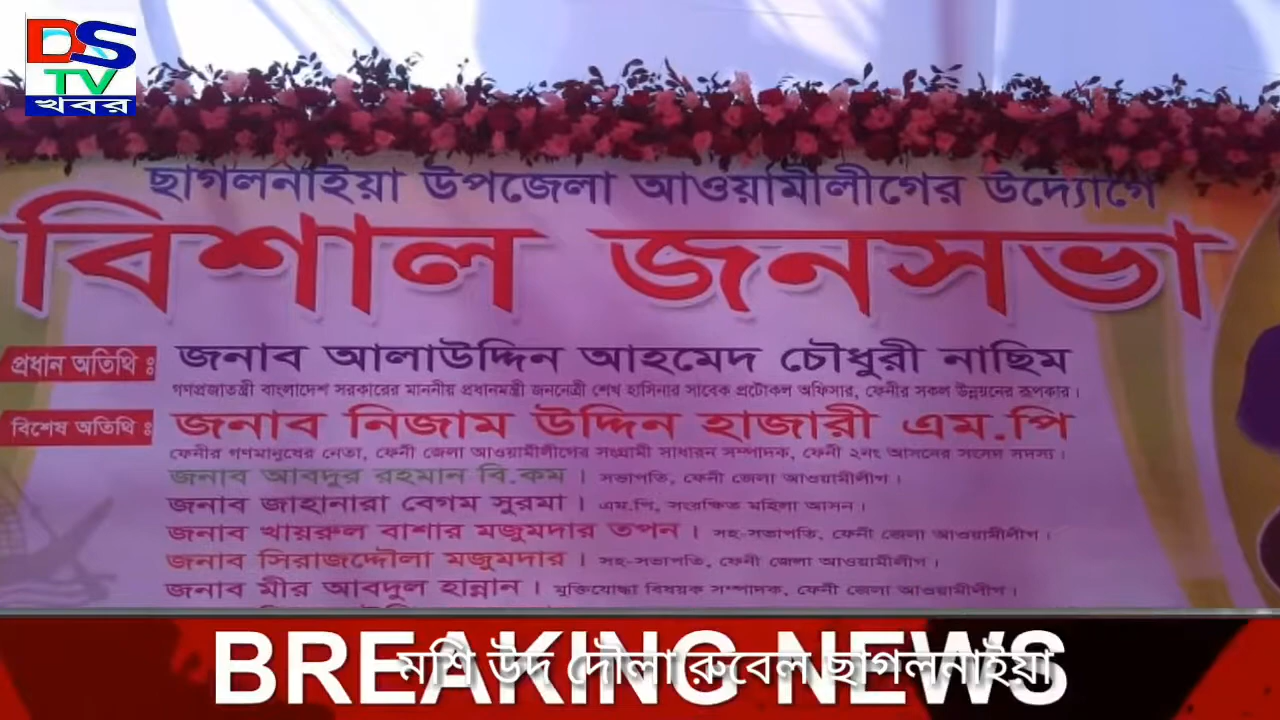 DS
TV
খবর
ছাগলনাইয়া উপজেলা আওয়ামীলীগের উদ্যোগে
বিশাল জনসভা
প্রধান অতিথি ঃ জনাব আলাউদ্দিন আহমেদ চৌধুরী নাছিম
গণপ্রজাতন্ত্রী বাংলাদেশ সরকারের মাননীয় প্রধানমন্ত্রী জননেত্রী শেখ হাসিনার সাবেক প্রটোকল অফিসার, ফেনীর সকল উন্নয়নের রূপকার।
বিশেষ অতিথি ঃ জনাব নিজাম উদ্দিন হাজারী এম.পি
ফেনীর গণমানুষের নেতা, ফেনী জেলা আওয়ামীলীগের সংগ্রামী সাধারন সম্পাদক, ফেনী ২নং আসনের সংসদ সদস্য।
জনাব আবদুর রহমান বি.কম। সভাপতি, ফেনী জেলা আওয়ামীলীগ।
জনাব জাহানারা বেগম সুরমা। এম.পি, সংরক্ষিত মহিলা আসন।
জনাব খায়রুল বাশার মজুমদার তপন। সহ-সভাপতি, ফেনী জেলা আওয়ামীলীগ।
জনাব সিরাজদ্দৌলা মজুমদার। সহ-সভাপতি, ফেনী জেলা আওয়ামীলীগ।
জনাব মীর আবদুল হান্নান। মুক্তিযোদ্ধা বিষয়ক সম্পাদক, ফেনী জেলা আওয়ামীলীগ।
BREAKING NEWS
মশি উদ দৌলা রুবেল ছাগলনাইয়া